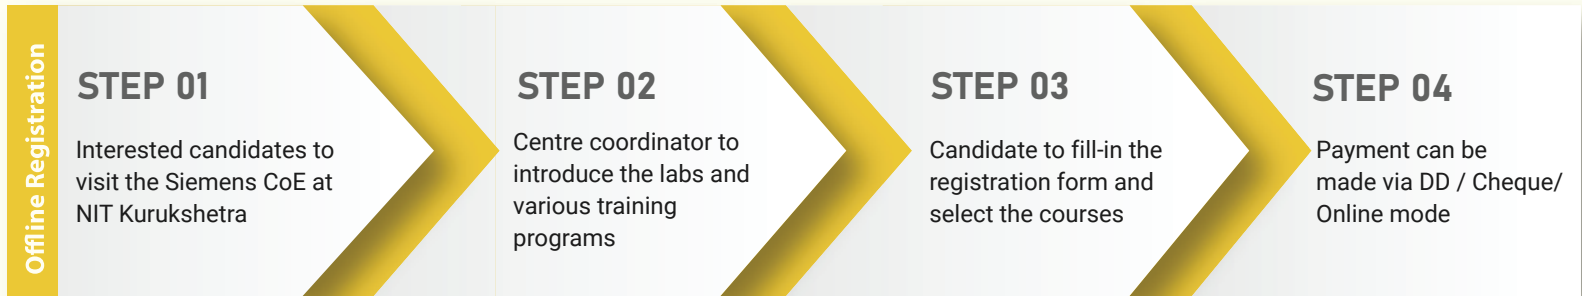 Offline Registration
STEP 01
Interested candidates to
visit the Siemens CoE at
NIT Kurukshetra
STEP 02
Centre coordinator to
introduce the labs and
various training
programs
STEP 03
Candidate to fill-in the
registration form and
select the courses
STEP 04
Payment can be
made via DD / Cheque/
Online mode